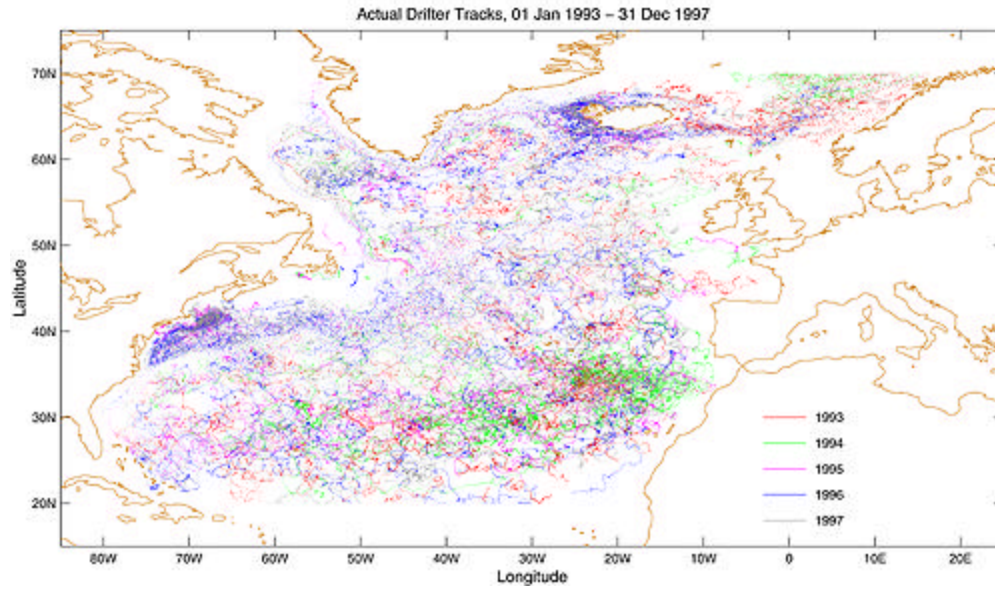 Actual Drifter Tracks, 01 Jan 1993 – 31 Dec 1997
70N
60N
50N
40N
30N
20N
Latitude
1993
1994
1995
1996
1997
80W 70W 60W 50W 40W 30W 20W 10W 0 10E 20E
Longitude